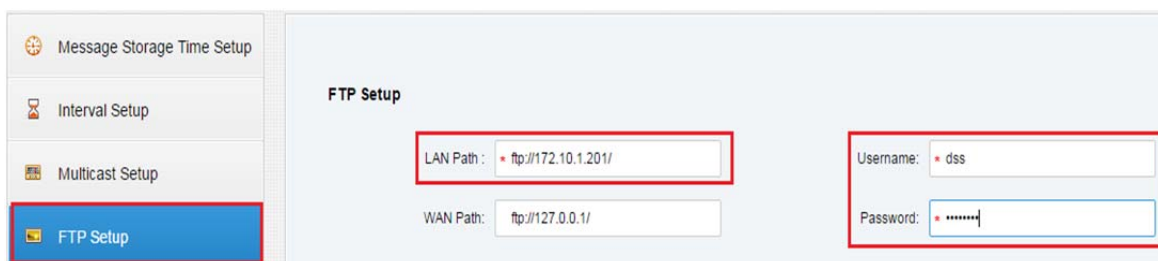 Message Storage Time Setup
Interval Setup
Multicast Setup
FTP Setup
FTP Setup
LAN Path : * ftp://172.10.1.201/
Username: * dss
WAN Path: ftp://127.0.0.1/
Password: * ••••••••